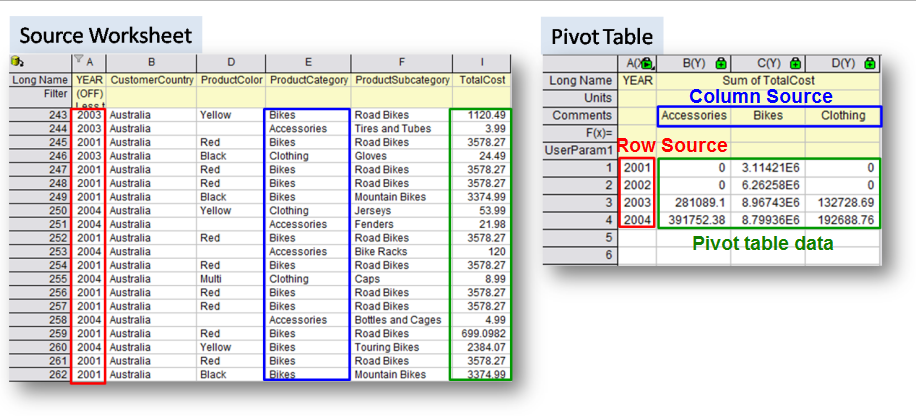 Source Worksheet
A B D E F I
Long Name YEAR CustomerCountry ProductColor ProductCategory ProductSubcategory TotalCost
Filter (OFF)
Less t
243 2003 Australia Yellow Bikes Road Bikes 1120.49
244 2003 Australia Accessories Tires and Tubes 3.99
245 2001 Australia Red Bikes Road Bikes 3578.27
246 2003 Australia Black Clothing Gloves 24.49
247 2001 Australia Red Bikes Road Bikes 3578.27
248 2001 Australia Red Bikes Road Bikes 3578.27
249 2001 Australia Black Bikes Mountain Bikes 3374.99
250 2004 Australia Yellow Clothing Jerseys 53.99
251 2004 Australia Accessories Fenders 21.98
252 2001 Australia Red Bikes Road Bikes 3578.27
253 2004 Australia Accessories Bike Racks 120
254 2001 Australia Red Bikes Road Bikes 3578.27
255 2004 Australia Multi Clothing Caps 8.99
256 2001 Australia Red Bikes Road Bikes 3578.27
257 2001 Australia Red Bikes Road Bikes 3578.27
258 2004 Australia Accessories Bottles and Cages 4.99
259 2001 Australia Red Bikes Road Bikes 699.0982
260 2004 Australia Yellow Bikes Touring Bikes 2384.07
261 2001 Australia Red Bikes Road Bikes 3578.27
262 2001 Australia Black Bikes Mountain Bikes 3374.99
Pivot Table
A(X) B(Y) C(Y) D(Y)
Long Name YEAR Sum of TotalCost
Units
Column Source
Comments Accessories Bikes Clothing
F(x)=
Row Source
UserParam1
1 2001 0 3.11421E6 0
2 2002 0 6.26258E6 0
3 2003 281089.1 8.96743E6 132728.69
4 2004 391752.38 8.79936E6 192688.76
5
Pivot table data
6